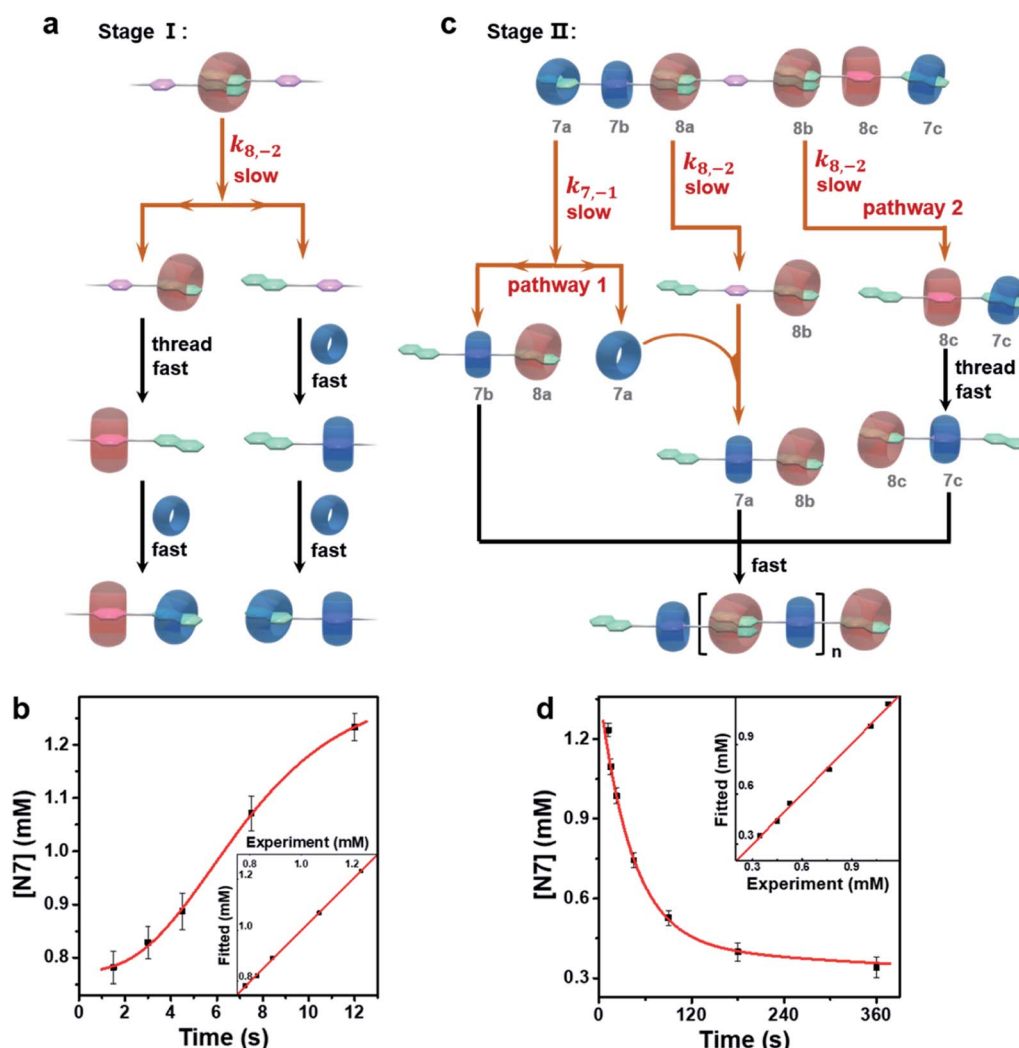 a Stage I:
k8,-2
slow
thread
fast
fast
fast
fast
c Stage II:
7a 7b 8a 8b 8c 7c
k7,-1
slow
k8,-2
slow
k8,-2
slow
pathway 2
pathway 1
7b 8a
7a
8b
8c 7c
thread
fast
7a 8b
8c 7c
fast
n
b
[N7] (mM)
1.2
1.1
1.0
0.9
0.8
2 4 6 8 10 12
Time (s)
Experiment (mM)
0.8 1.0 1.2
Fitted (mM)
1.2
1.0
0.8
d
[N7] (mM)
1.2
0.9
0.6
0.3
0 120 240 360
Time (s)
Fitted (mM)
0.9
0.6
0.3
0.3 0.6 0.9
Experiment (mM)